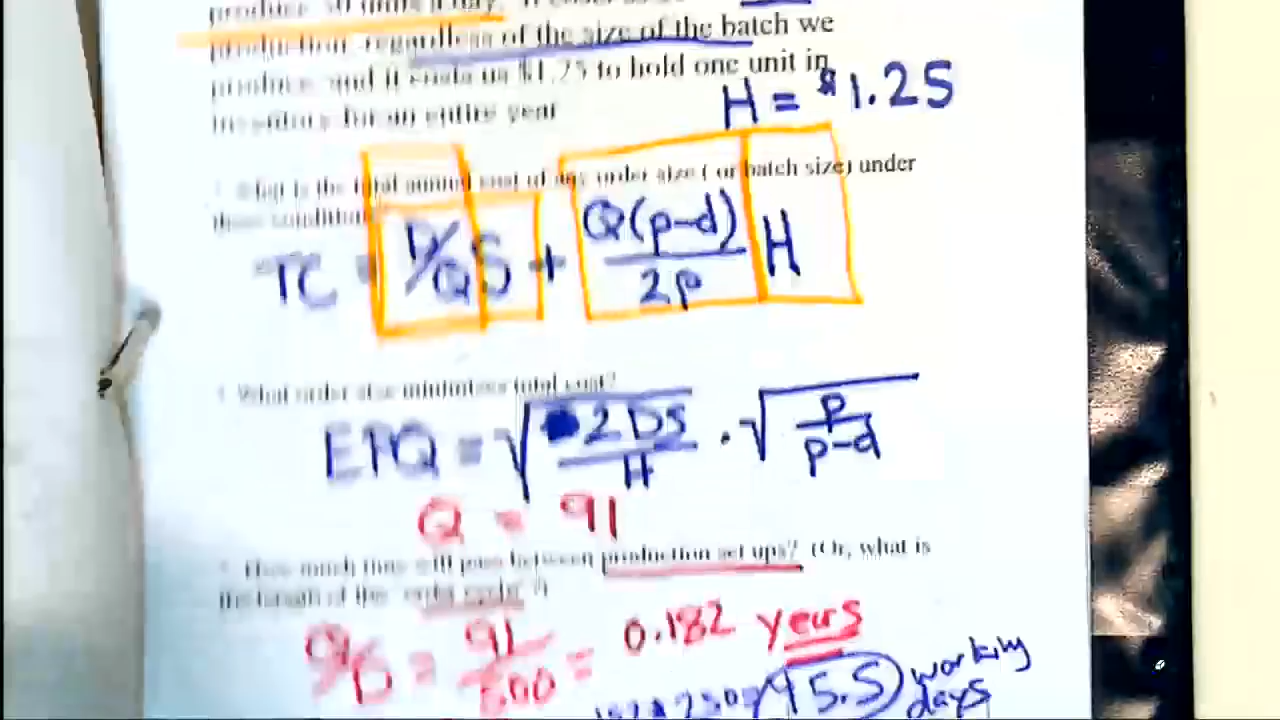 produce 50 units a day.
production, regardless of the size of the batch we
produce and it costs us $1.25 to hold one unit in
inventory for an entire year
H = $1.25
What is the total annual cost of any order size ( or batch size) under
these conditions
TC = D/Q S + Q(p-d)/2p H
What order size minimizes total cost?
EPQ = √2DS/H . √p/p-d
Q = 91
How much time will pass between production set ups? (Or, what is
the length of the order cycle ?)
Q/D = 91/500 = 0.182 years
45.5 working
days